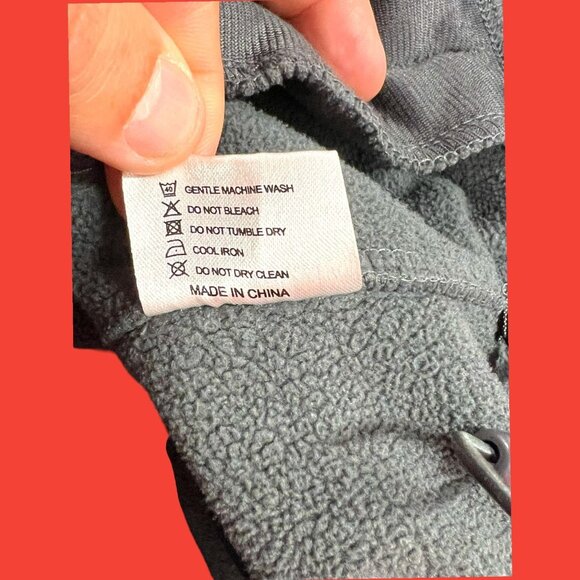 40 GENTLE MACHINE WASH
DO NOT BLEACH
DO NOT TUMBLE DRY
COOL IRON
DO NOT DRY CLEAN
MADE IN CHINA